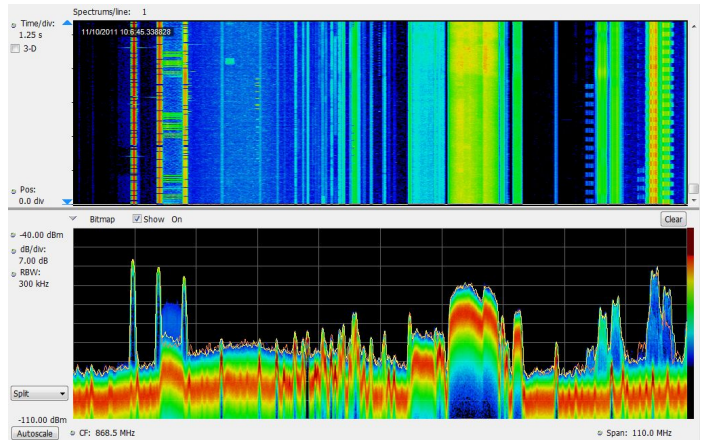 Spectrums/line: 1
Time/div:
1.25 s
3-D
11/10/2011 10:6:45.338828
Pos:
0.0 div
Bitmap Show On Clear
-40.00 dBm
dB/div:
7.00 dB
RBW:
300 kHz
Split
-110.00 dBm
Autoscale CF: 868.5 MHz Span: 110.0 MHz